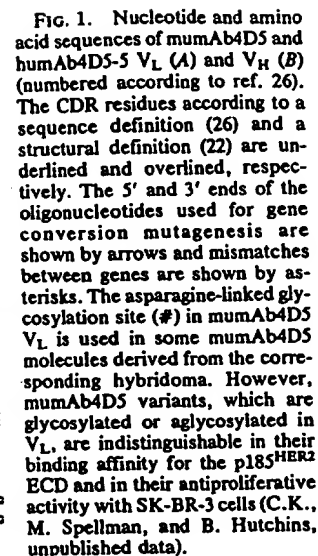 FIG. 1. Nucleotide and amino
acid sequences of mumAb4D5 and
humAb4D5-5 VL (A) and VH (B)
(numbered according to ref. 26).
The CDR residues according to a
sequence definition (26) and a
structural definition (22) are un-
derlined and overlined, respec-
tively. The 5′ and 3′ ends of the
oligonucleotides used for gene
conversion mutagenesis are
shown by arrows and mismatches
between genes are shown by as-
terisks. The asparagine-linked gly-
cosylation site (#) in mumAb4D5
VL is used in some mumAb4D5
molecules derived from the corre-
sponding hybridoma. However,
mumAb4D5 variants, which are
glycosylated or aglycosylated in
VL, are indistinguishable in their
binding affinity for the p185HER2
ECD and in their antiproliferative
activity with SK-BR-3 cells (C.K.,
M. Spellman, and B. Hutchins,
unpublished data).